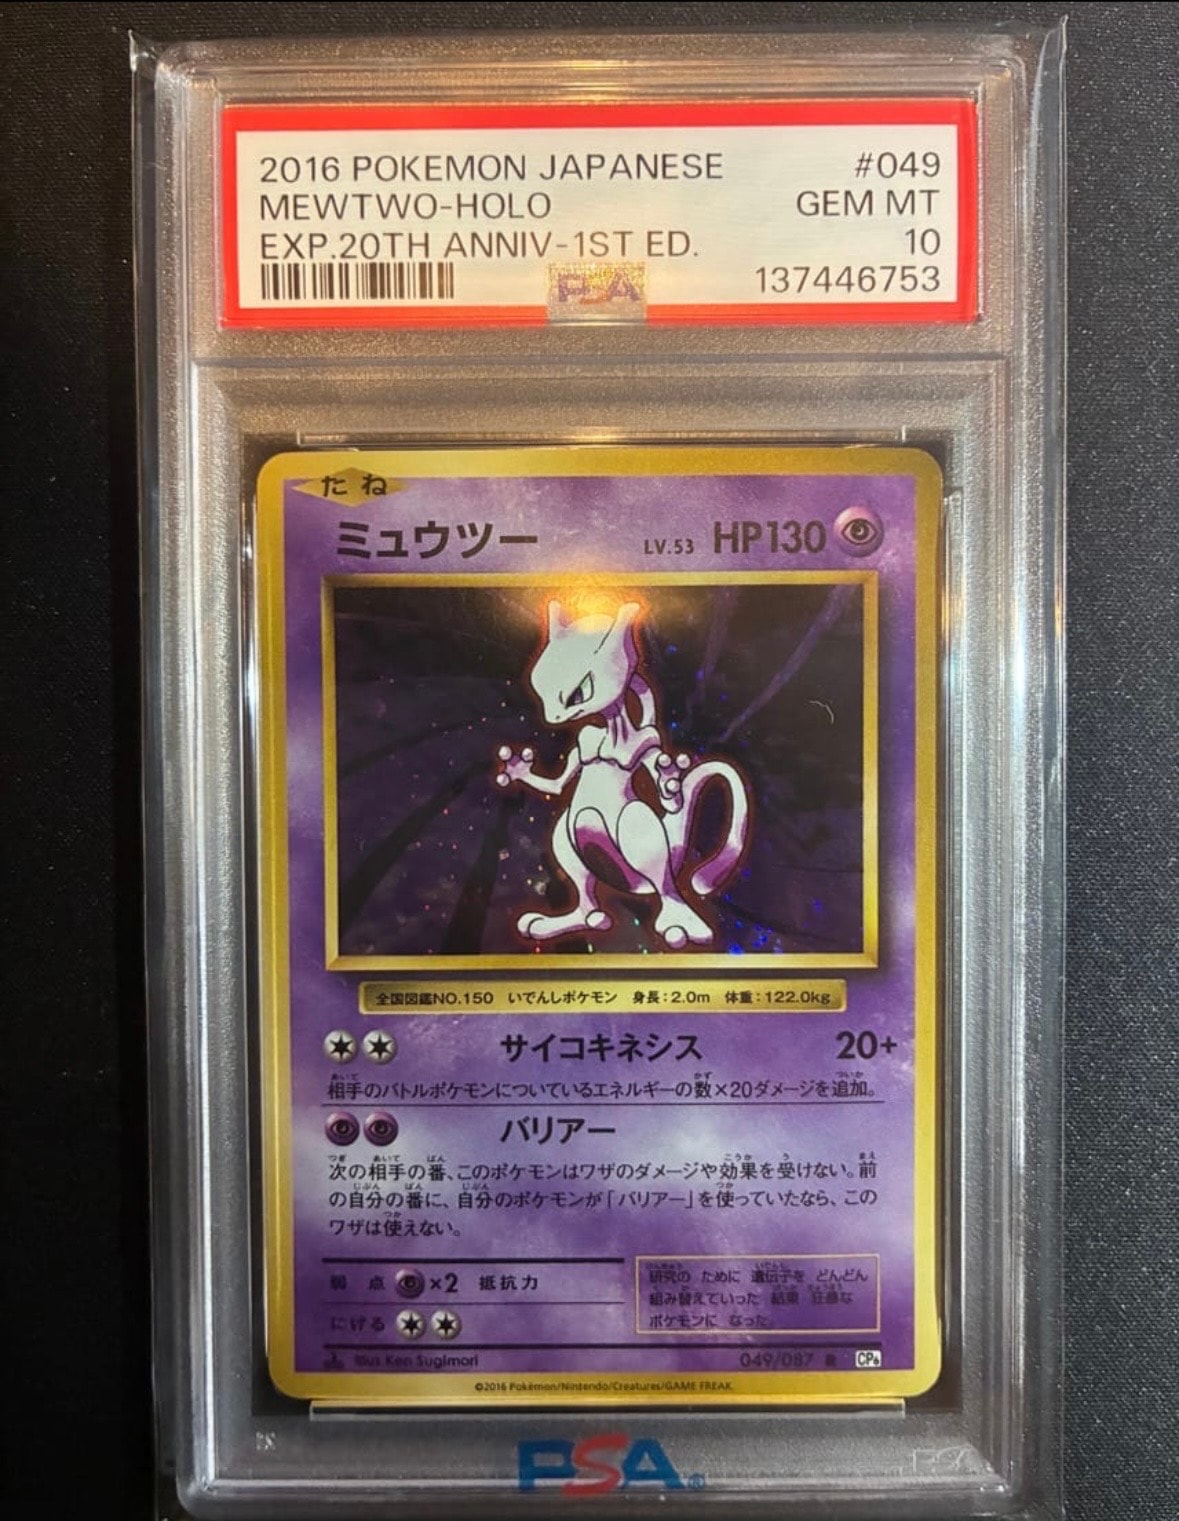 2016 POKEMON JAPANESE #049
MEWTWO-HOLO GEM MT
EXP.20TH ANNIV-1ST ED. 10
PSA 137446753
たね
ミュウツー LV.53 HP130
全国図鑑NO.150 いでんしポケモン 身長:2.0m 体重:122.0kg
サイコキネシス 20+
相手のバトルポケモンについているエネルギーの数×20ダメージを追加。
バリアー
次の相手の番、このポケモンはワザのダメージや効果を受けない。前
の自分の番に、自分のポケモンが「バリアー」を使っていたなら、この
ワザは使えない。
弱点 ×2 抵抗力
にげる
研究の ために 遺伝子を どんどん
組み替えていった 結果 狂暴な
ポケモンに なった。
Illus. Ken Sugimori 049/087 R CP6
©2016 Pokémon/Nintendo/Creatures/GAME FREAK
PSA®